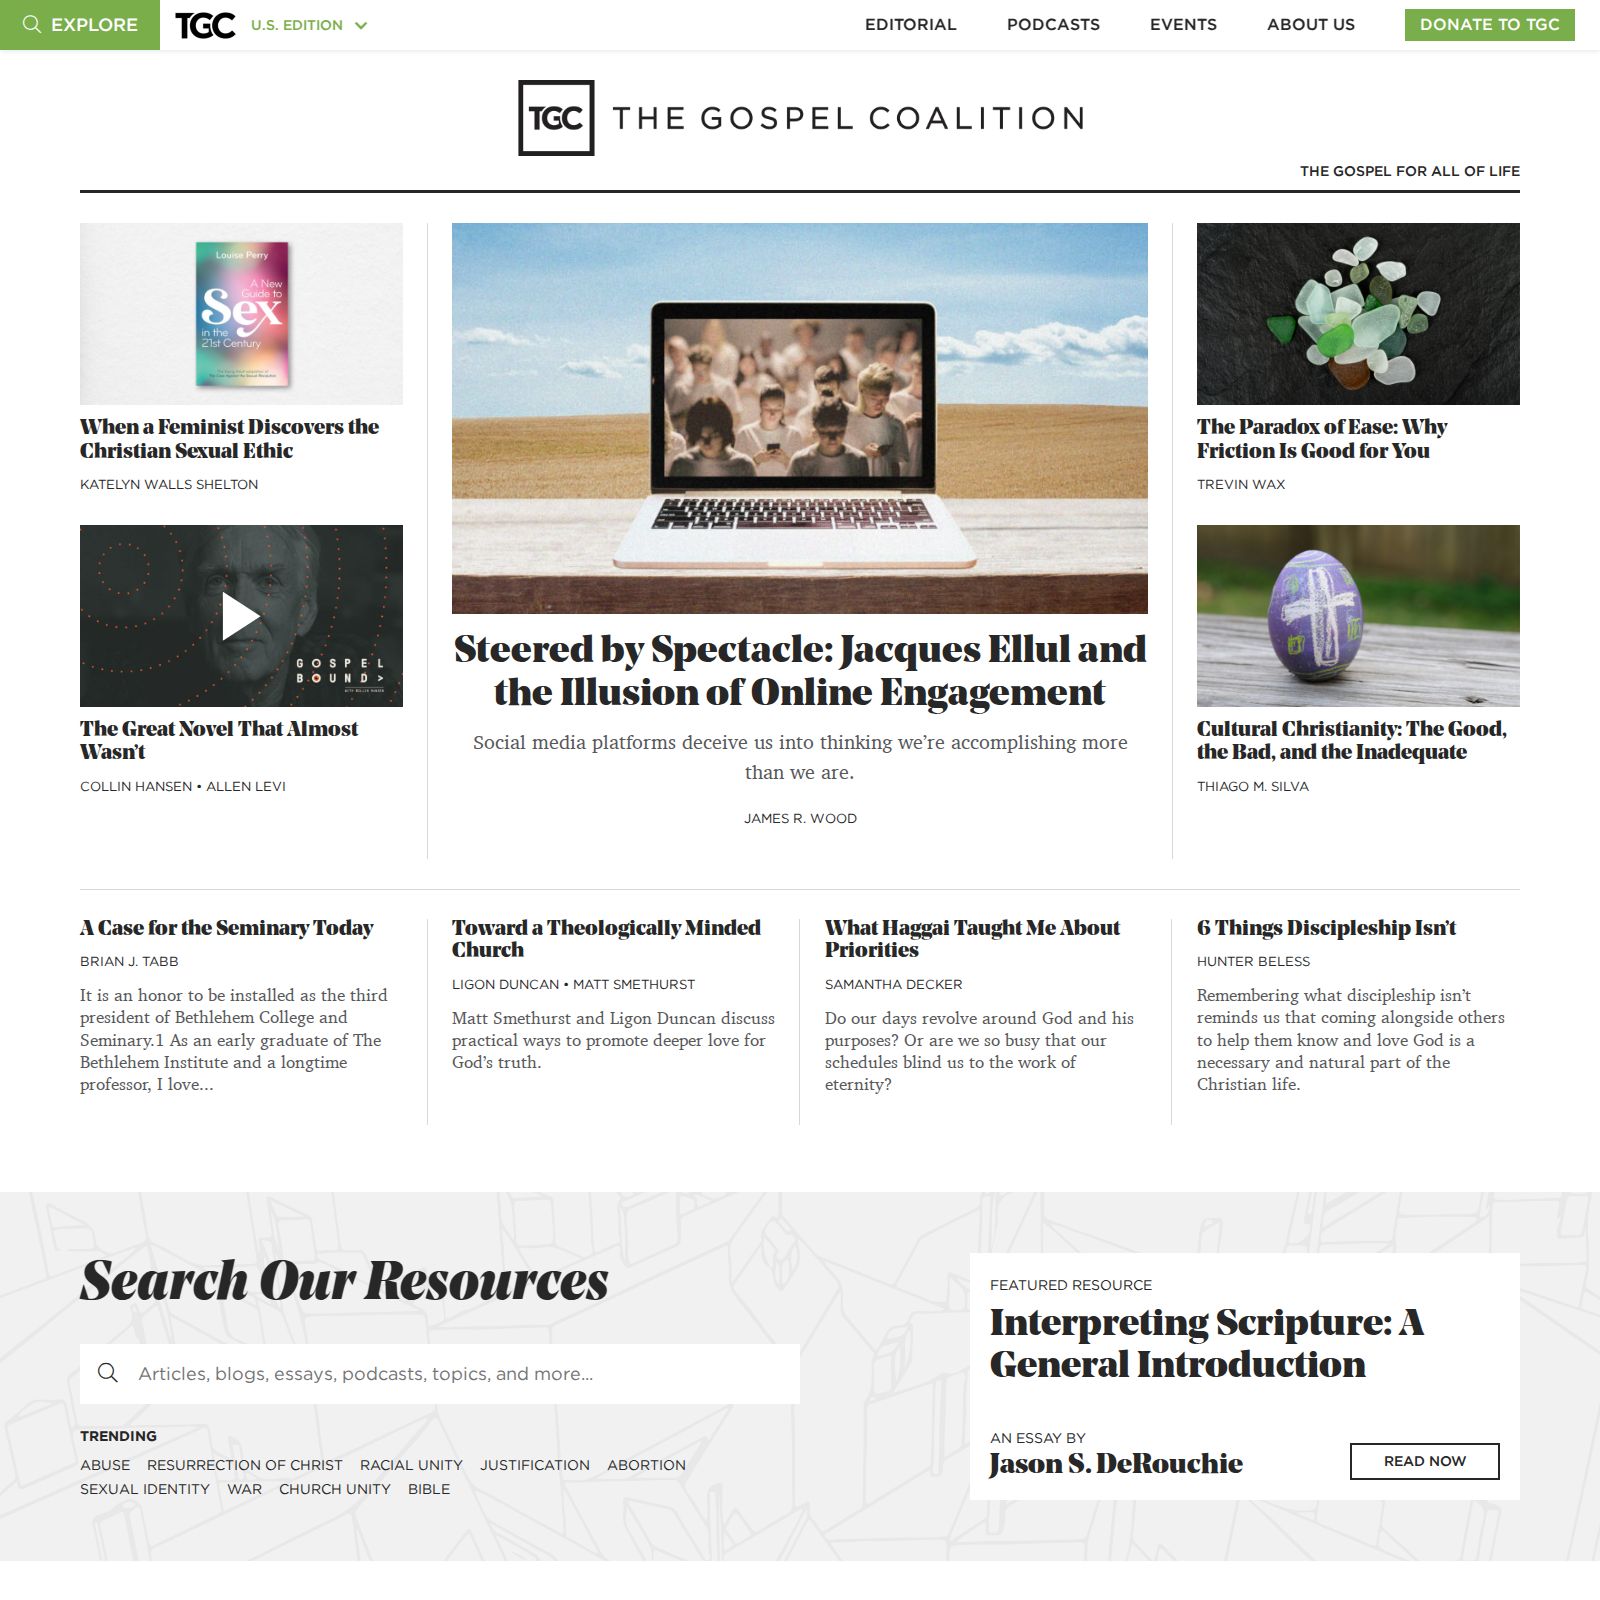 EXPLORE
TGC
U.S. EDITION
EDITORIAL
PODCASTS
EVENTS
ABOUT US
DONATE TO TGC
TGC THE GOSPEL COALITION
THE GOSPEL FOR ALL OF LIFE
Louise Perry
A New
Guide to
Sex
in the
21st Century
When a Feminist Discovers the
Christian Sexual Ethic
KATELYN WALLS SHELTON
GOSPEL
BOUND>
The Great Novel That Almost
Wasn't
COLLIN HANSEN • ALLEN LEVI
Steered by Spectacle: Jacques Ellul and
the Illusion of Online Engagement
Social media platforms deceive us into thinking we're accomplishing more
than we are.
JAMES R. WOOD
The Paradox of Ease: Why
Friction Is Good for You
TREVIN WAX
Cultural Christianity: The Good,
the Bad, and the Inadequate
THIAGO M. SILVA
A Case for the Seminary Today
BRIAN J. TABB
It is an honor to be installed as the third
president of Bethlehem College and
Seminary.1 As an early graduate of The
Bethlehem Institute and a longtime
professor, I love...
Toward a Theologically Minded
Church
LIGON DUNCAN • MATT SMETHURST
Matt Smethurst and Ligon Duncan discuss
practical ways to promote deeper love for
God's truth.
What Haggai Taught Me About
Priorities
SAMANTHA DECKER
Do our days revolve around God and his
purposes? Or are we so busy that our
schedules blind us to the work of
eternity?
6 Things Discipleship Isn't
HUNTER BELESS
Remembering what discipleship isn't
reminds us that coming alongside others
to help them know and love God is a
necessary and natural part of the
Christian life.
Search Our Resources
Articles, blogs, essays, podcasts, topics, and more...
TRENDING
ABUSE RESURRECTION OF CHRIST RACIAL UNITY JUSTIFICATION ABORTION
SEXUAL IDENTITY WAR CHURCH UNITY BIBLE
FEATURED RESOURCE
Interpreting Scripture: A
General Introduction
AN ESSAY BY
Jason S. DeRouchie
READ NOW